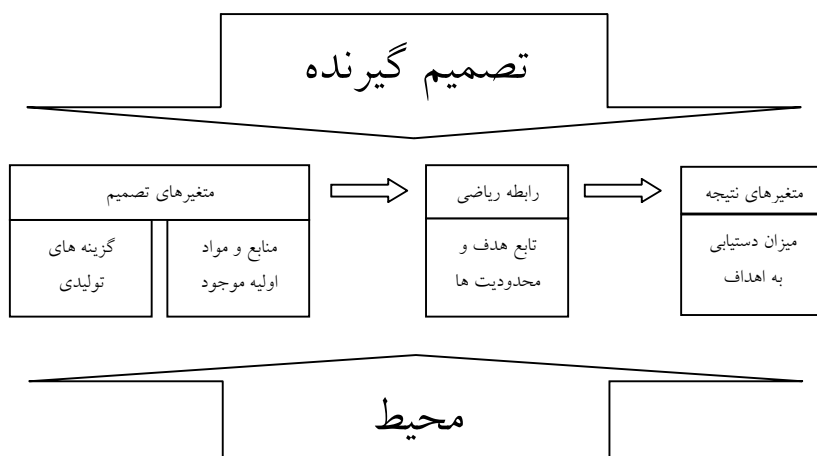 تصمیم گیرنده
متغیرهای تصمیم
گزینه های
تولیدی
منابع و مواد
اولیه موجود
رابطه ریاضی
تابع هدف و
محدودیت ها
متغیرهای نتیجه
میزان دستیابی
به اهداف
محیط